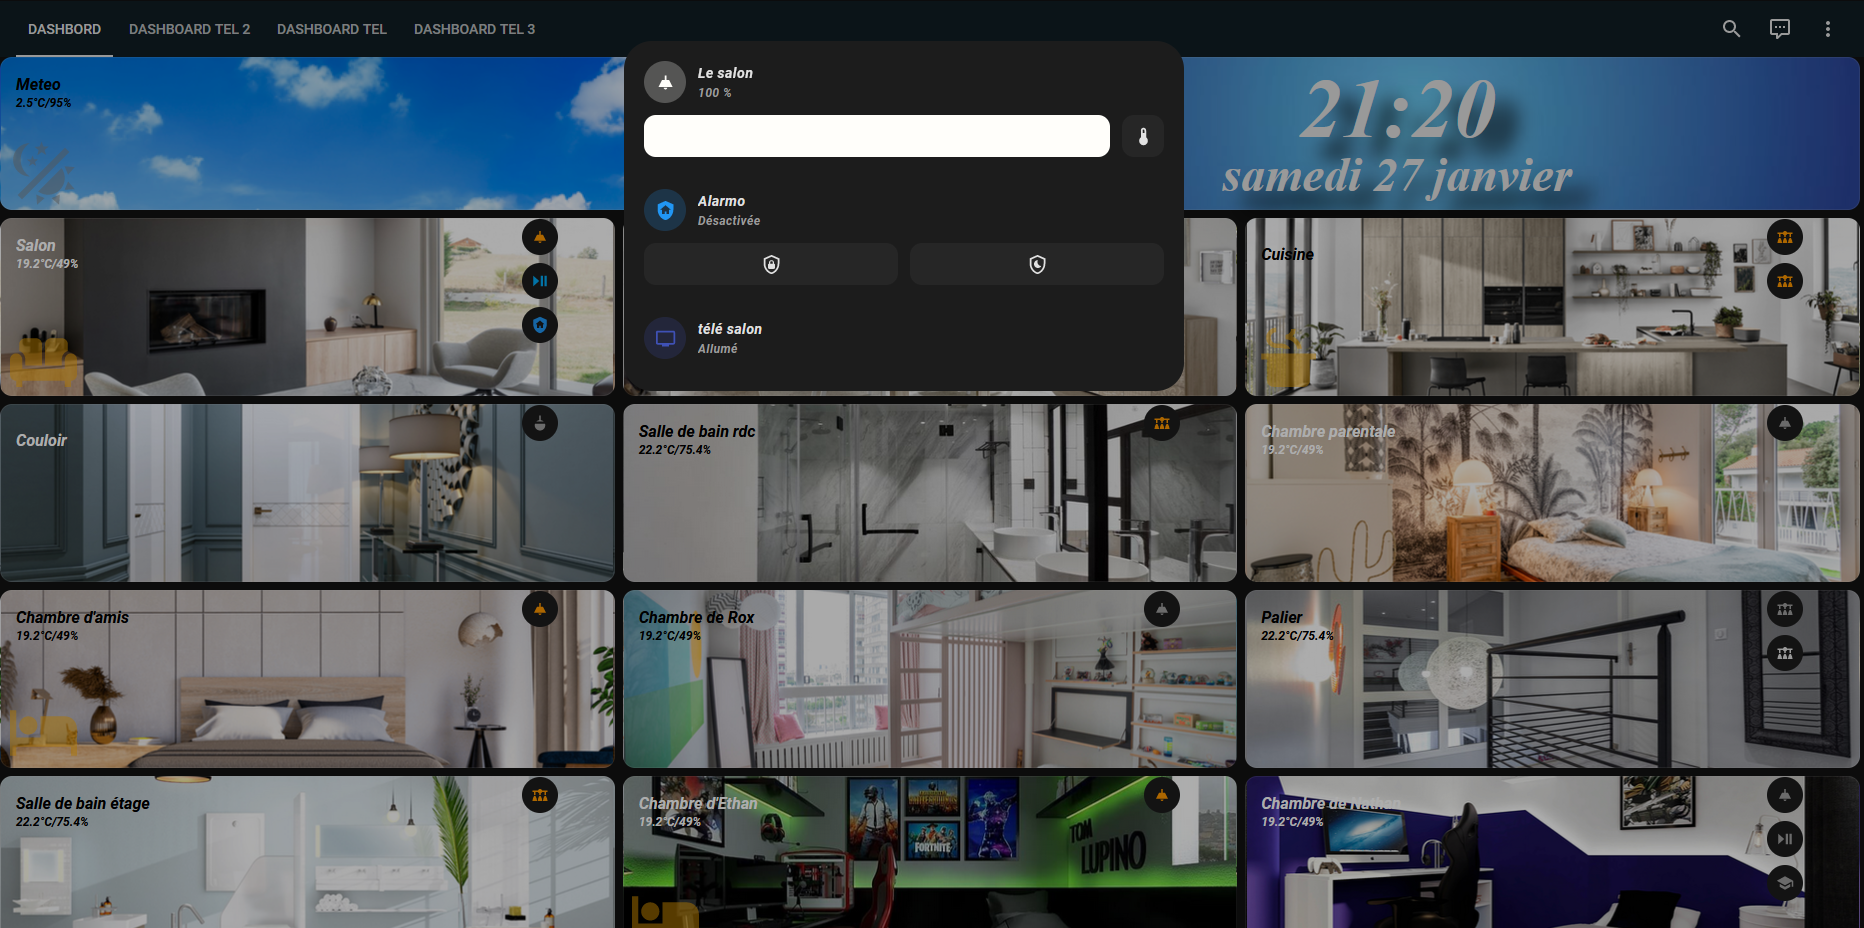 DASHBORD
DASHBOARD TEL 2
DASHBOARD TEL
DASHBOARD TEL 3
Meteo
2.5°C/95%
Le salon
100 %
Alarmo
Désactivée
télé salon
Allumé
21:20
samedi 27 janvier
Salon
19.2°C/49%
Cuisine
Couloir
Salle de bain rdc
22.2°C/75.4%
Chambre parentale
19.2°C/49%
Chambre d'amis
19.2°C/49%
Chambre de Rox
19.2°C/49%
Palier
22.2°C/75.4%
Salle de bain étage
22.2°C/75.4%
Chambre d'Ethan
19.2°C/49%
FORTNITE
TOM
LUPINO
Chambre de Nathan
19.2°C/49%